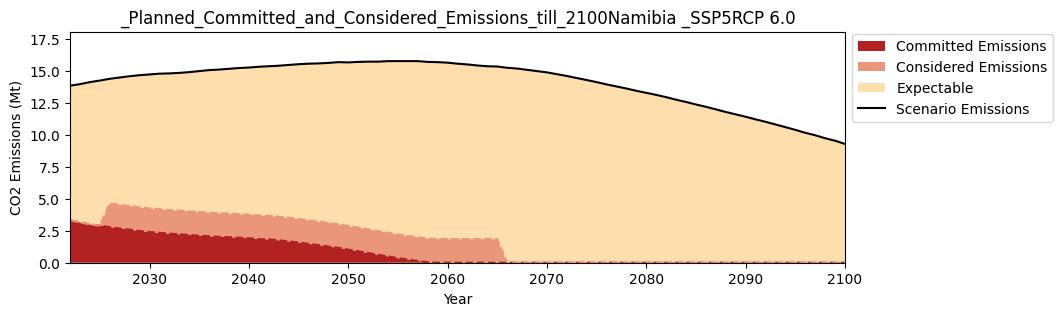 _Planned_Committed_and_Considered_Emissions_till_2100Namibia _SSP5RCP 6.0
17.5
15.0
12.5
10.0
7.5
5.0
2.5
0.0
CO2 Emissions (Mt)
2030
2040
2050
2060
2070
2080
2090
2100
Year
Committed Emissions
Considered Emissions
Expectable
Scenario Emissions